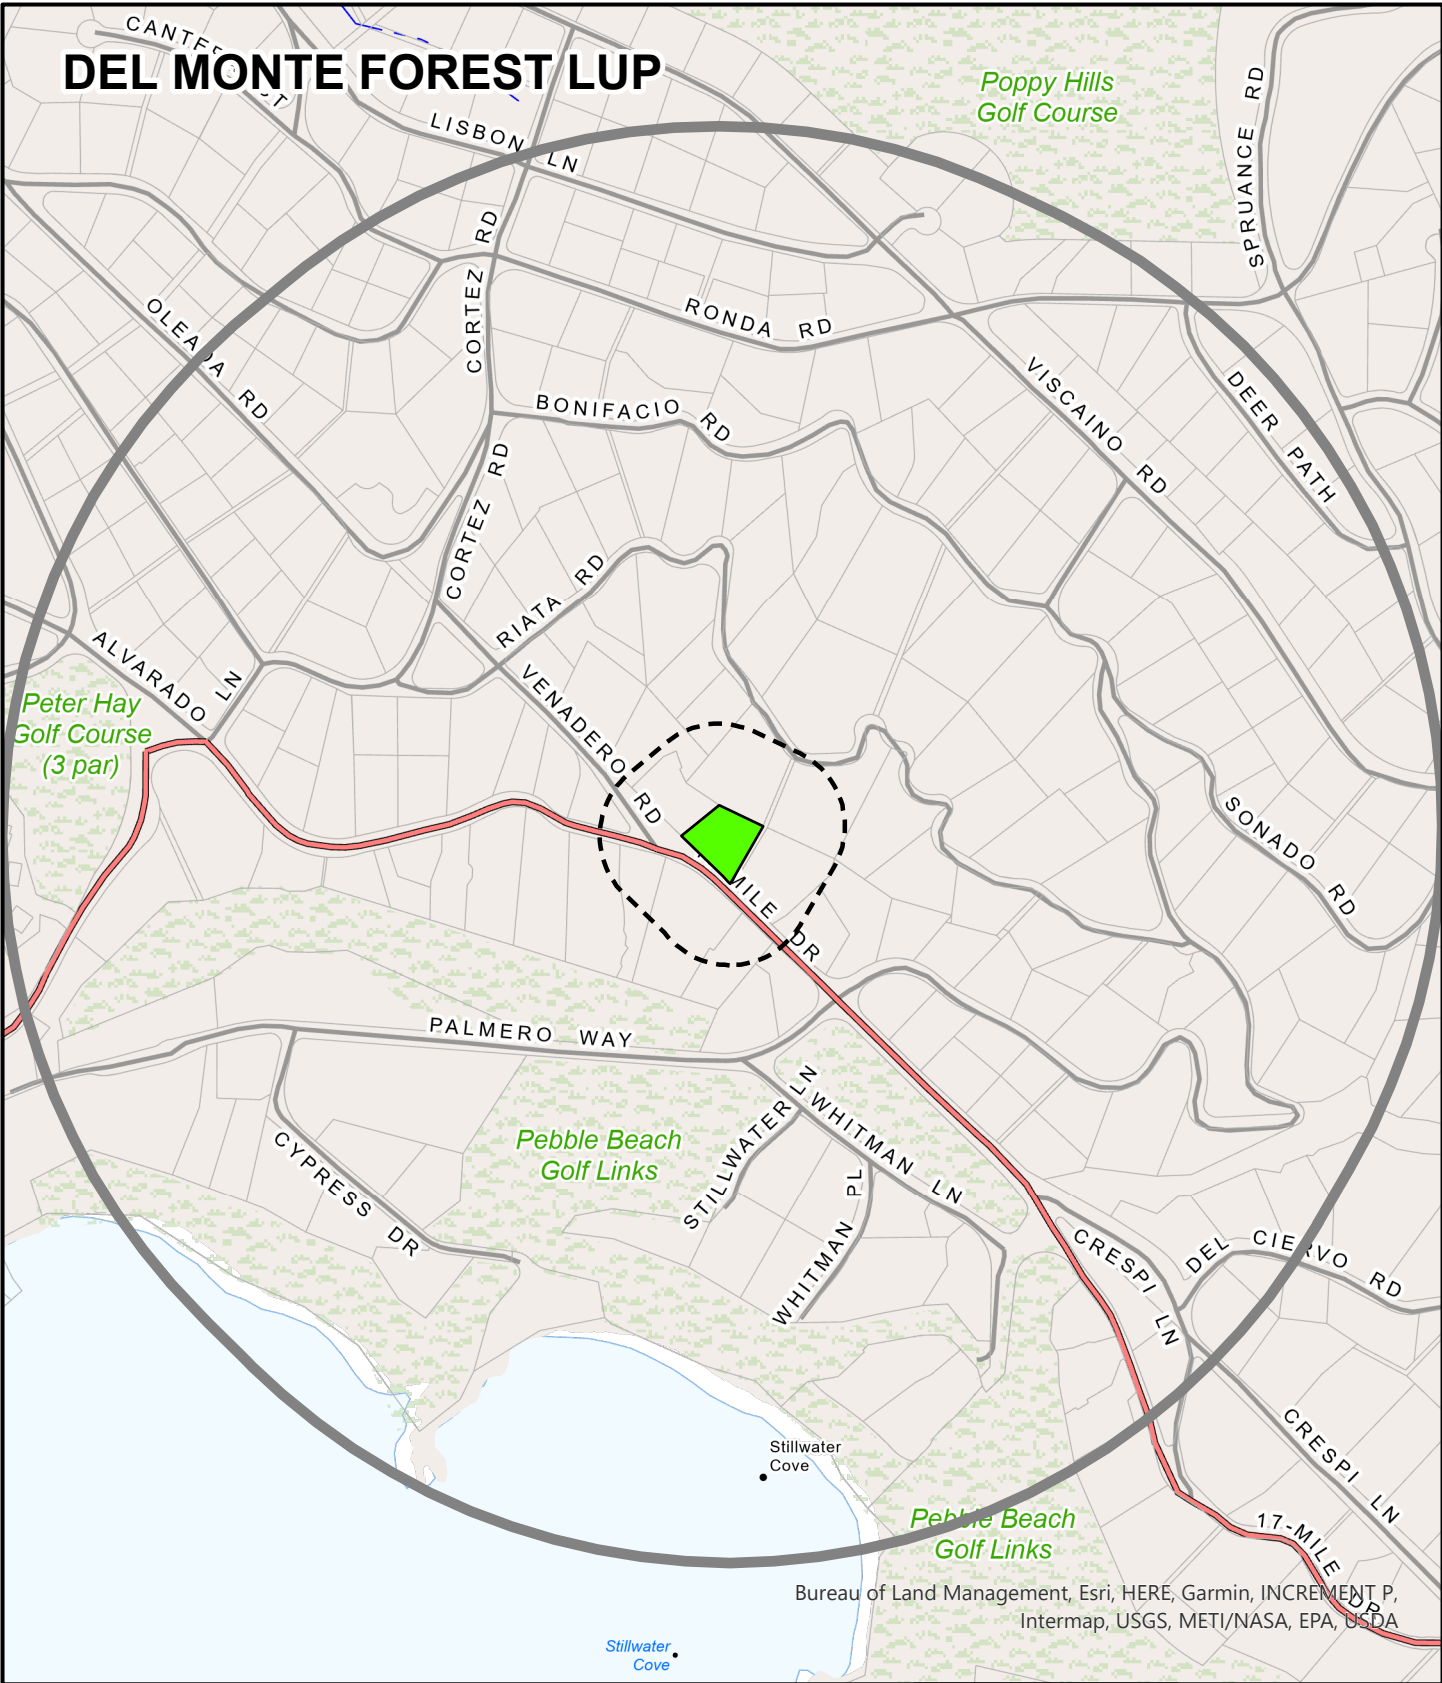 DEL MONTE FOREST LUP
Poppy Hills
Golf Course
SPRUANCE RD
LISBON LN
CORTEZ RD
RONDA RD
OLEADA RD
BONIFACIO RD
VISCAINO RD
DEER PATH
CORTEZ RD
RIATA RD
ALVARADO LN
VENADERO RD
Peter Hay
Golf Course
(3 par)
SONADO RD
MILE DR
PALMERO WAY
Pebble Beach
Golf Links
STILLWATER LN
WHITMAN LN
WHITMAN PL
CYPRESS DR
CRESPI LN
DEL CIERVO RD
Stillwater
Cove
CRESPI LN
Pebble Beach
Golf Links
17-MILE DR
Bureau of Land Management, Esri, HERE, Garmin, INCREMENT P,
Intermap, USGS, METI/NASA, EPA, USDA
Stillwater
Cove